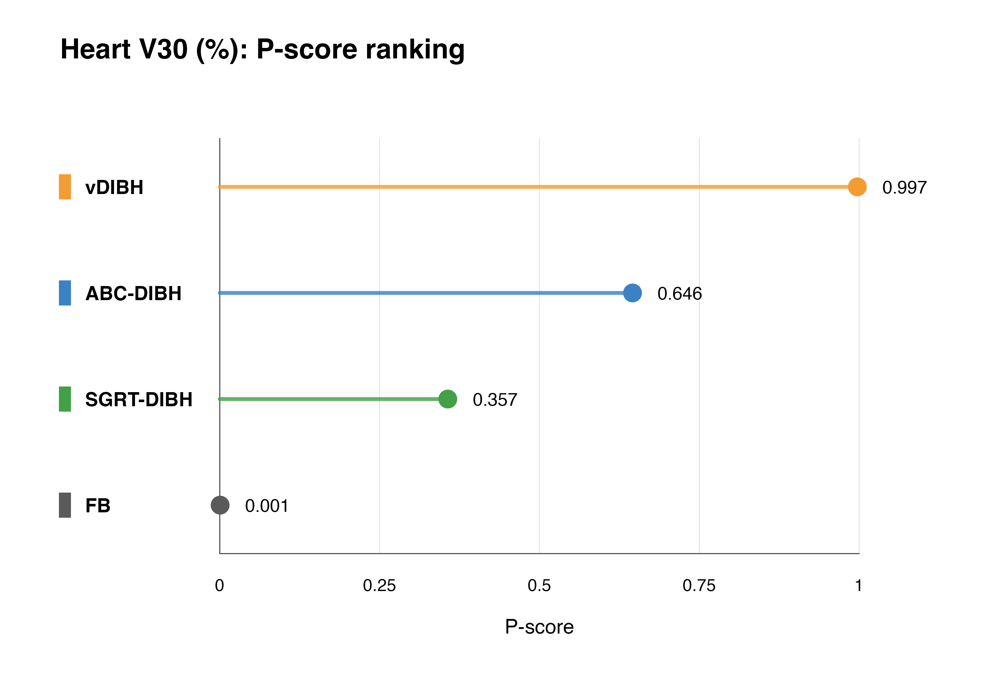 Heart V30 (%): P-score ranking
vDIBH 0.997
ABC-DIBH 0.646
SGRT-DIBH 0.357
FB 0.001
0 0.25 0.5 0.75 1
P-score